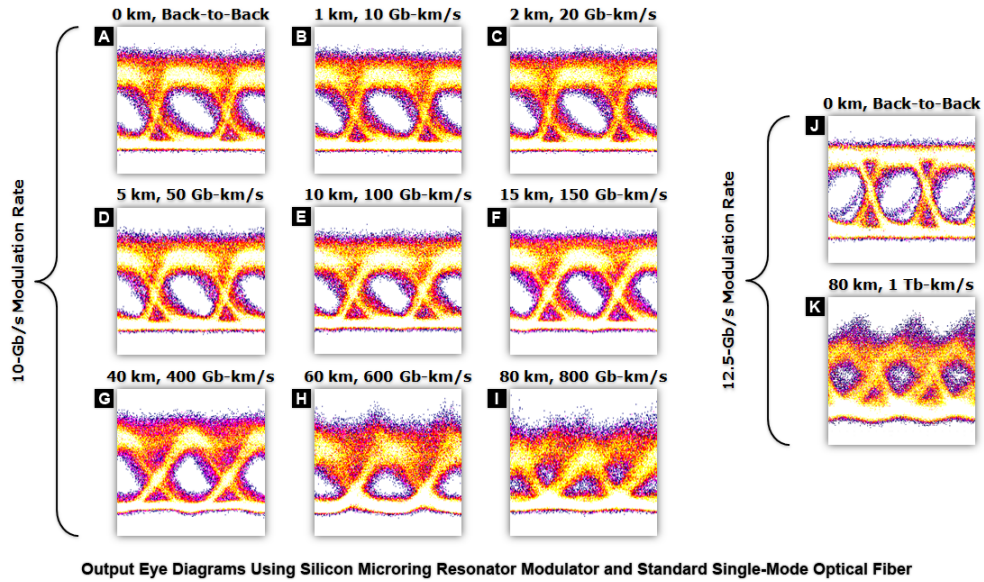 0 km, Back-to-Back
A
1 km, 10 Gb-km/s
B
2 km, 20 Gb-km/s
C
5 km, 50 Gb-km/s
D
10 km, 100 Gb-km/s
E
15 km, 150 Gb-km/s
F
40 km, 400 Gb-km/s
G
60 km, 600 Gb-km/s
H
80 km, 800 Gb-km/s
I
10-Gb/s Modulation Rate
0 km, Back-to-Back
J
80 km, 1 Tb-km/s
K
12.5-Gb/s Modulation Rate
Output Eye Diagrams Using Silicon Microring Resonator Modulator and Standard Single-Mode Optical Fiber